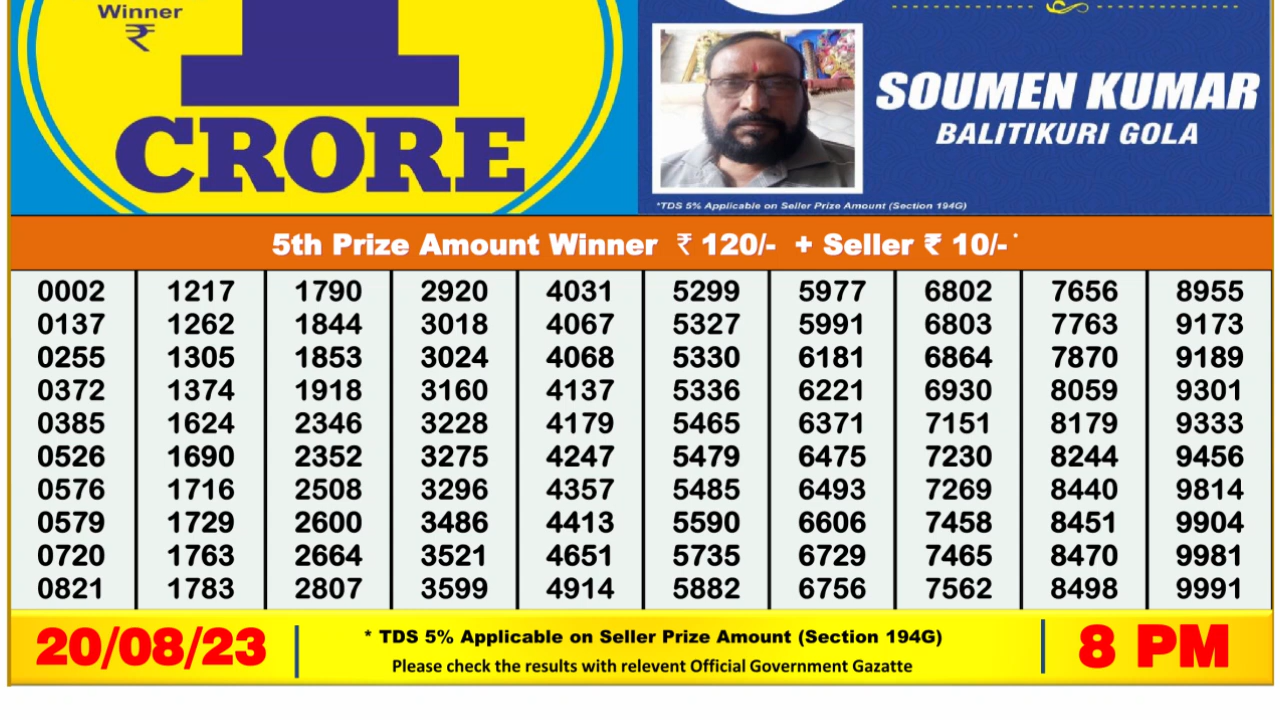 Winner
₹
1
CRORE
SOUMEN KUMAR
BALITIKURI GOLA
*TDS 5% Applicable on Seller Prize Amount (Section 194G)
5th Prize Amount Winner ₹ 120/- + Seller ₹ 10/-
0002 1217 1790 2920 4031 5299 5977 6802 7656 8955
0137 1262 1844 3018 4067 5327 5991 6803 7763 9173
0255 1305 1853 3024 4068 5330 6181 6864 7870 9189
0372 1374 1918 3160 4137 5336 6221 6930 8059 9301
0385 1624 2346 3228 4179 5465 6371 7151 8179 9333
0526 1690 2352 3275 4247 5479 6475 7230 8244 9456
0576 1716 2508 3296 4357 5485 6493 7269 8440 9814
0579 1729 2600 3486 4413 5590 6606 7458 8451 9904
0720 1763 2664 3521 4651 5735 6729 7465 8470 9981
0821 1783 2807 3599 4914 5882 6756 7562 8498 9991
20/08/23
* TDS 5% Applicable on Seller Prize Amount (Section 194G)
Please check the results with relevent Official Government Gazatte
8 PM